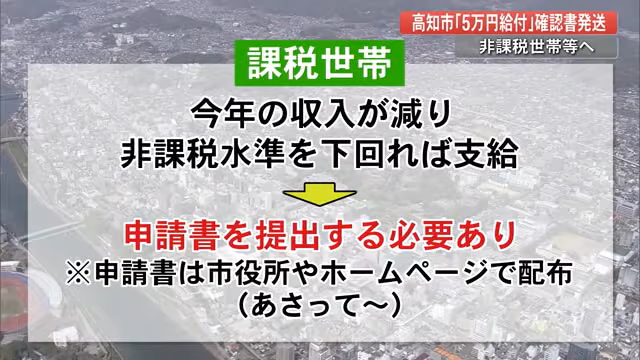 高知市「5万円給付」確認書発送
非課税世帯等へ
課税世帯
今年の収入が減り
非課税水準を下回れば支給
申請書を提出する必要あり
※申請書は市役所やホームページで配布
（あさって～）